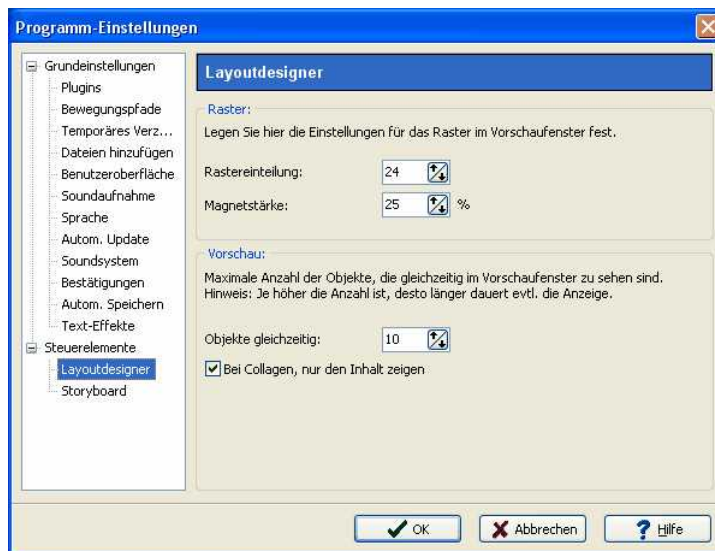 Programm-Einstellungen
Grundeinstellungen
Plugins
Bewegungspfade
Temporäres Verz...
Dateien hinzufügen
Benutzeroberfläche
Soundaufnahme
Sprache
Autom. Update
Soundsystem
Bestätigungen
Autom. Speichern
Text-Effekte
Steuerelemente
Layoutdesigner
Storyboard
Layoutdesigner
Raster:
Legen Sie hier die Einstellungen für das Raster im Vorschaufenster fest.
Rastereinteilung: 24
Magnetstärke: 25 %
Vorschau:
Maximale Anzahl der Objekte, die gleichzeitig im Vorschaufenster zu sehen sind.
Hinweis: Je höher die Anzahl ist, desto länger dauert evtl. die Anzeige.
Objekte gleichzeitig: 10
Bei Collagen, nur den Inhalt zeigen
OK Abbrechen Hilfe